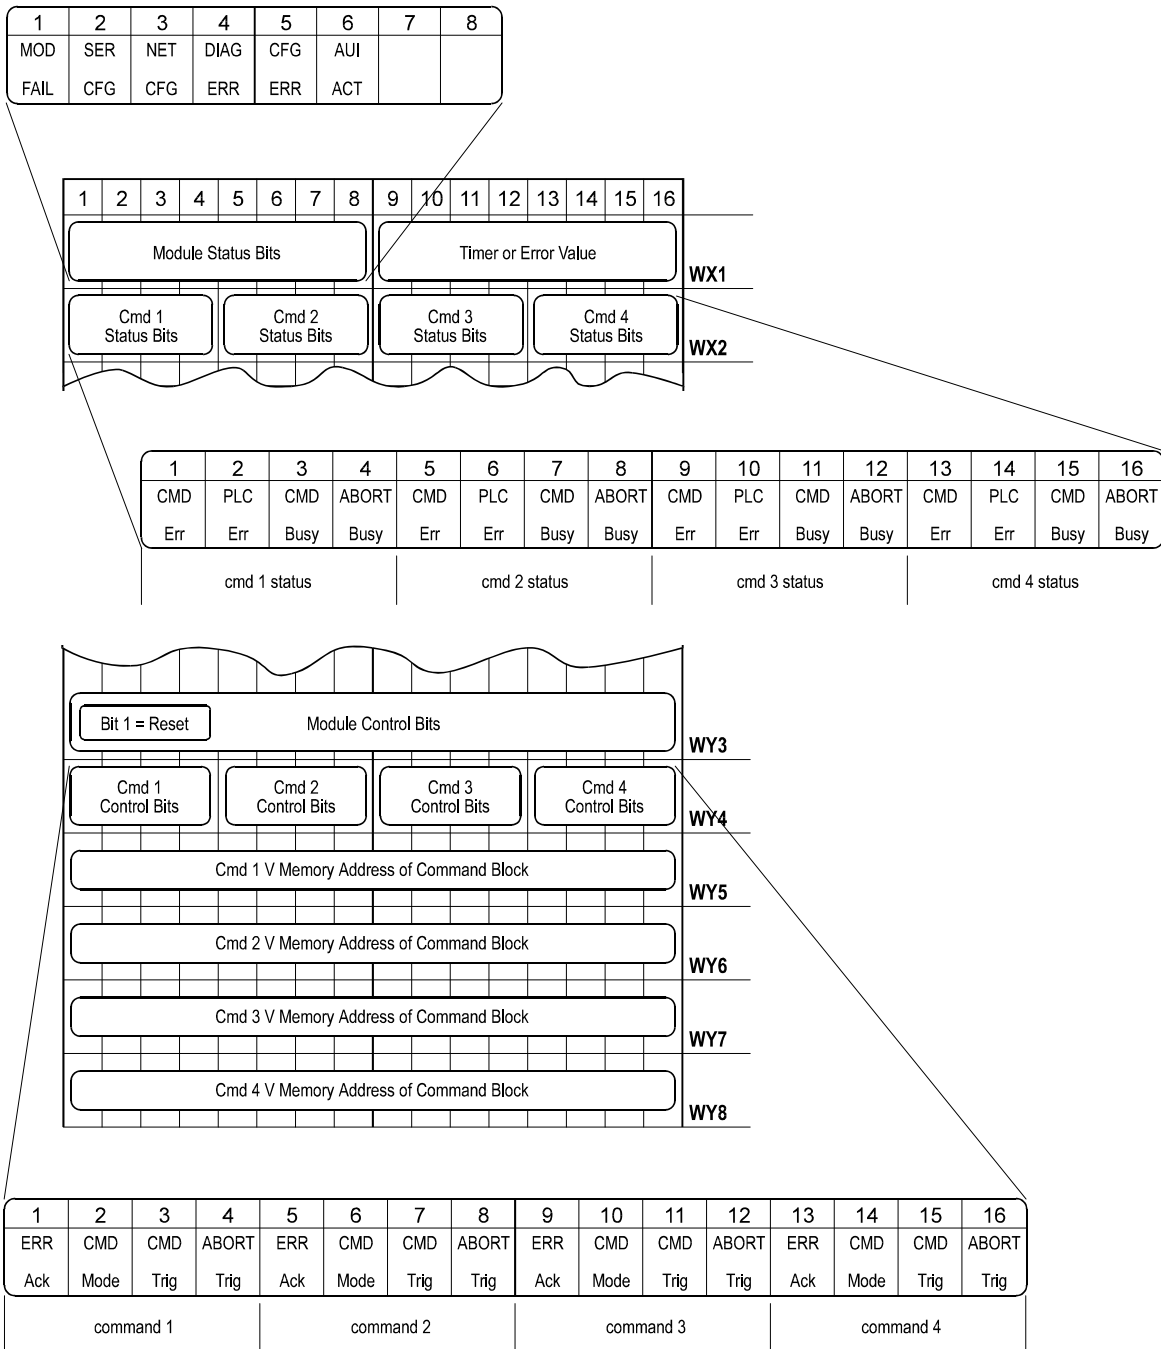 1 2 3 4 5 6 7 8
MOD SER NET DIAG CFG AUI
FAIL CFG CFG ERR ERR ACT
1 2 3 4 5 6 7 8 9 10 11 12 13 14 15 16
Module Status Bits Timer or Error Value
WX1
Cmd 1 Cmd 2 Cmd 3 Cmd 4
Status Bits Status Bits Status Bits Status Bits
WX2
1 2 3 4 5 6 7 8 9 10 11 12 13 14 15 16
CMD PLC CMD ABORT CMD PLC CMD ABORT CMD PLC CMD ABORT CMD PLC CMD ABORT
Err Err Busy Busy Err Err Busy Busy Err Err Busy Busy Err Err Busy Busy
cmd 1 status cmd 2 status cmd 3 status cmd 4 status
Bit 1 = Reset Module Control Bits
WY3
Cmd 1 Cmd 2 Cmd 3 Cmd 4
Control Bits Control Bits Control Bits Control Bits
WY4
Cmd 1 V Memory Address of Command Block
WY5
Cmd 2 V Memory Address of Command Block
WY6
Cmd 3 V Memory Address of Command Block
WY7
Cmd 4 V Memory Address of Command Block
WY8
1 2 3 4 5 6 7 8 9 10 11 12 13 14 15 16
ERR CMD CMD ABORT ERR CMD CMD ABORT ERR CMD CMD ABORT ERR CMD CMD ABORT
Ack Mode Trig Trig Ack Mode Trig Trig Ack Mode Trig Trig Ack Mode Trig Trig
command 1 command 2 command 3 command 4